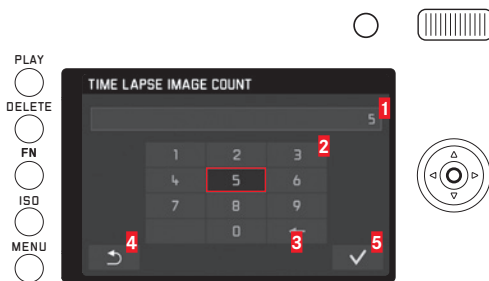 PLAY
DELETE
FN
ISO
MENU
TIME LAPSE IMAGE COUNT
5
1
1 2 3
2
4 5 6
7 8 9
0
3
4
5